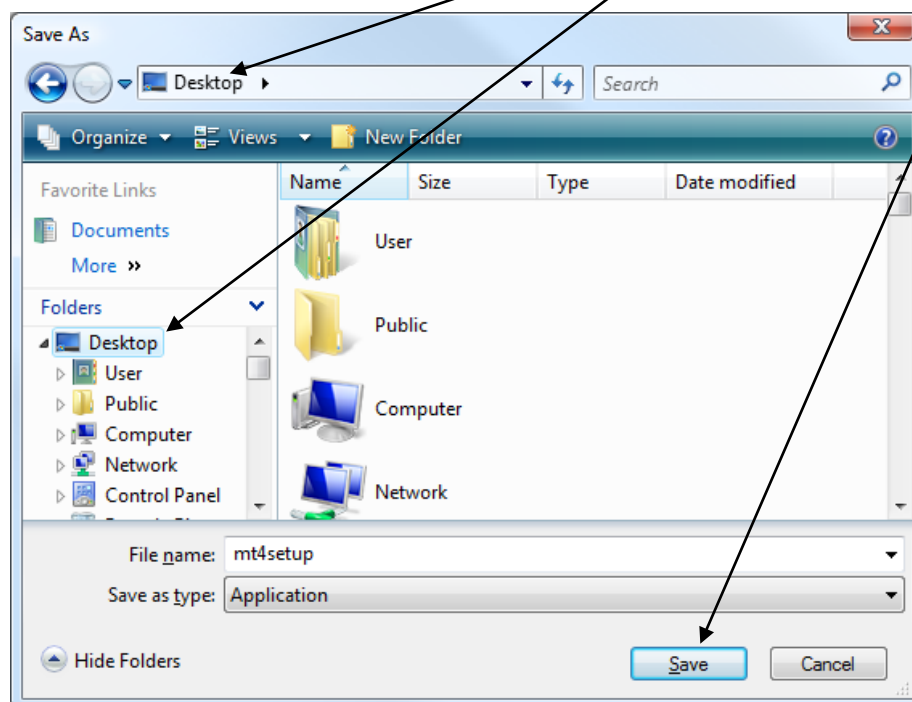 Save As
Desktop
Search
Organize Views New Folder
Favorite Links
Documents
More »
Folders
Desktop
User
Public
Computer
Network
Control Panel
Name Size Type Date modified
User
Public
Computer
Network
File name: mt4setup
Save as type: Application
Hide Folders
Save Cancel